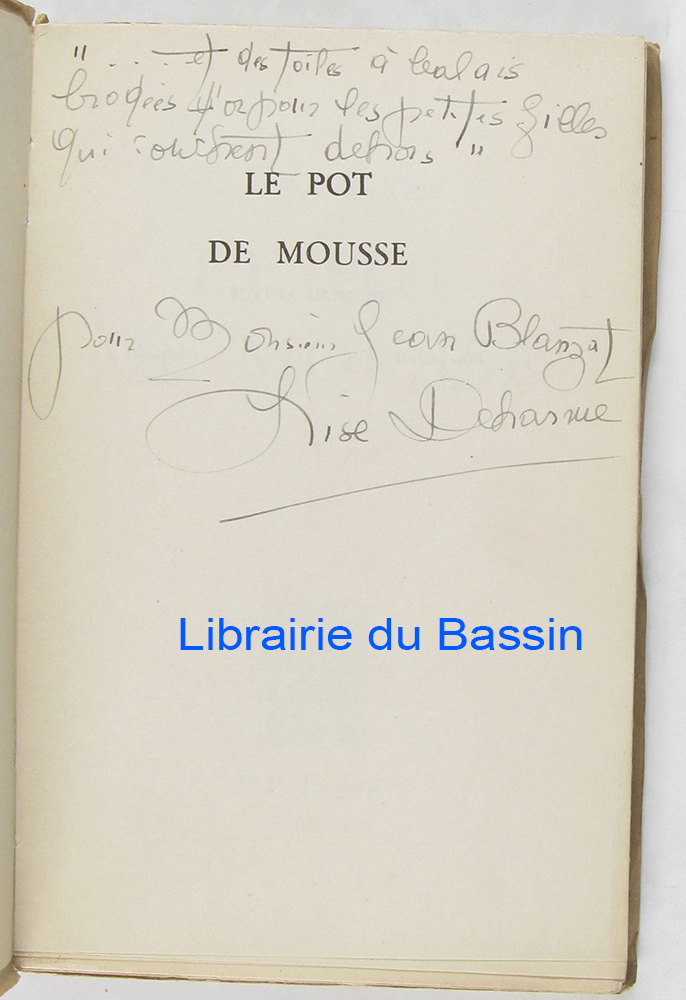 "... et des toiles à balais
brodées d'or pour les petites filles
qui souffrent dehors"
LE POT
DE MOUSSE
pour Monsieur Jean Blanzat
Lise Deharme
Librairie du Bassin